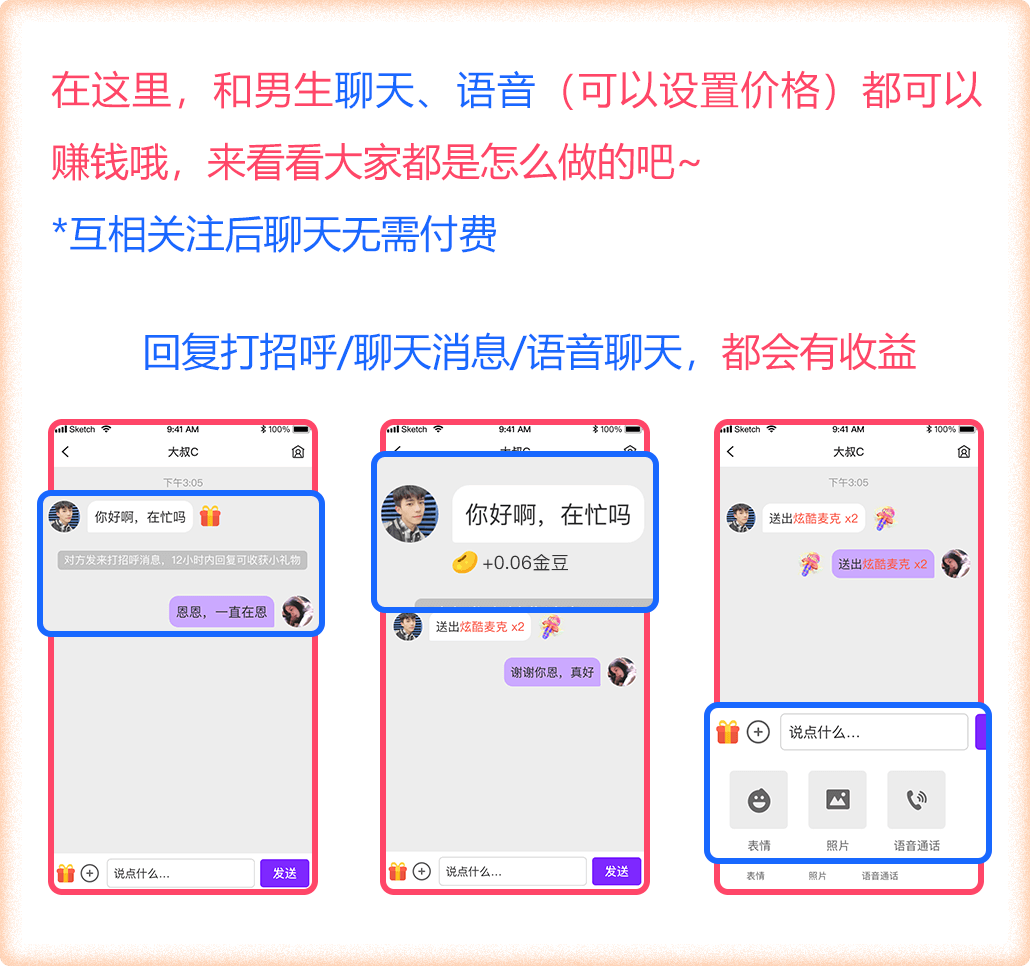 在这里，和男生聊天、语音（可以设置价格）都可以
赚钱哦，来看看大家都是怎么做的吧~
*互相关注后聊天无需付费
回复打招呼/聊天消息/语音聊天，都会有收益
Sketch 9:41 AM 100%
大叔C
下午3:05
你好啊，在忙吗
对方发来打招呼消息，12小时内回复可收获小礼物
恩恩，一直在恩
说点什么...
发送
Sketch 9:41 AM 100%
大叔C
你好啊，在忙吗
+0.06金豆
送出炫酷麦克 x2
谢谢你恩，真好
说点什么...
发送
Sketch 9:41 AM 100%
大叔C
下午3:05
送出炫酷麦克 x2
送出炫酷麦克 x2
说点什么...
表情 照片 语音通话
表情 照片 语音通话